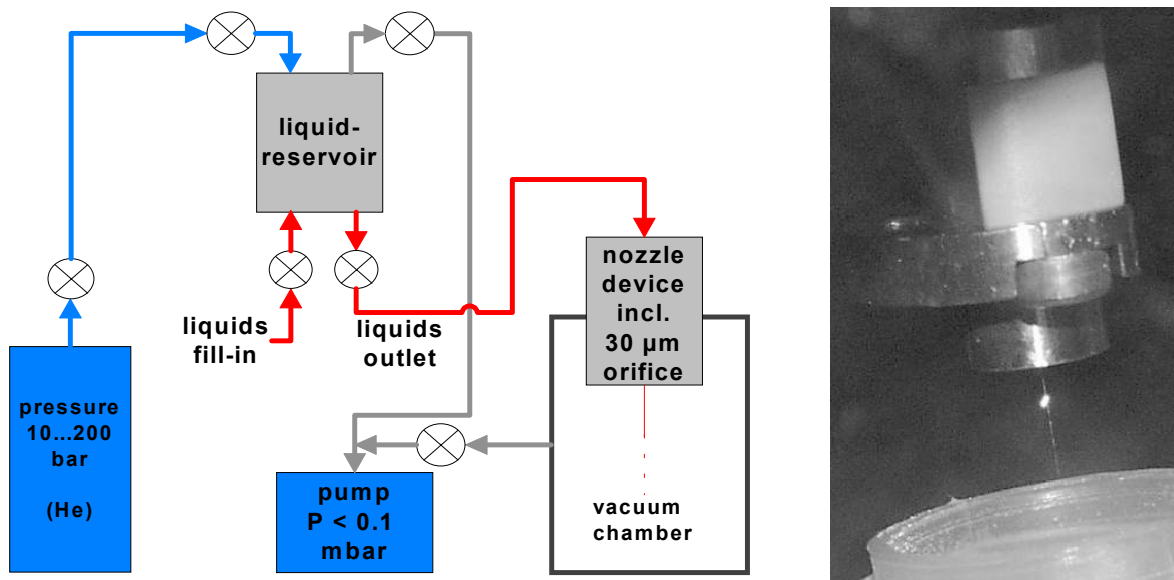 liquid-
reservoir
liquids
fill-in
liquids
outlet
nozzle
device
incl.
30 µm
orifice
pressure
10...200
bar
(He)
pump
P < 0.1
mbar
vacuum
chamber